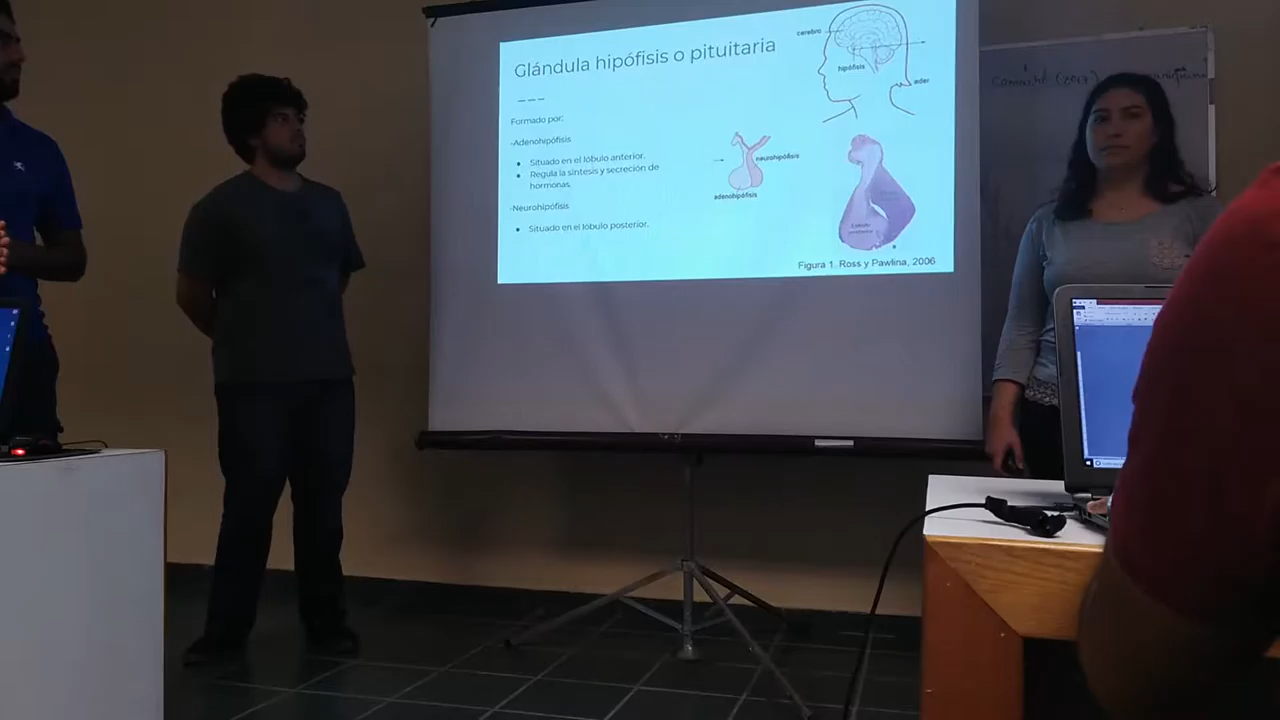 Glándula hipófisis o pituitaria
Formado por:
-Adenohipófisis
Situado en el lóbulo anterior.
Regula la síntesis y secreción de
hormonas.
-Neurohipófisis
Situado en el lóbulo posterior.
cerebro
hipófisis
neurohipófisis
adenohipófisis
Figura 1. Ross y Pawlina, 2006
(2017)